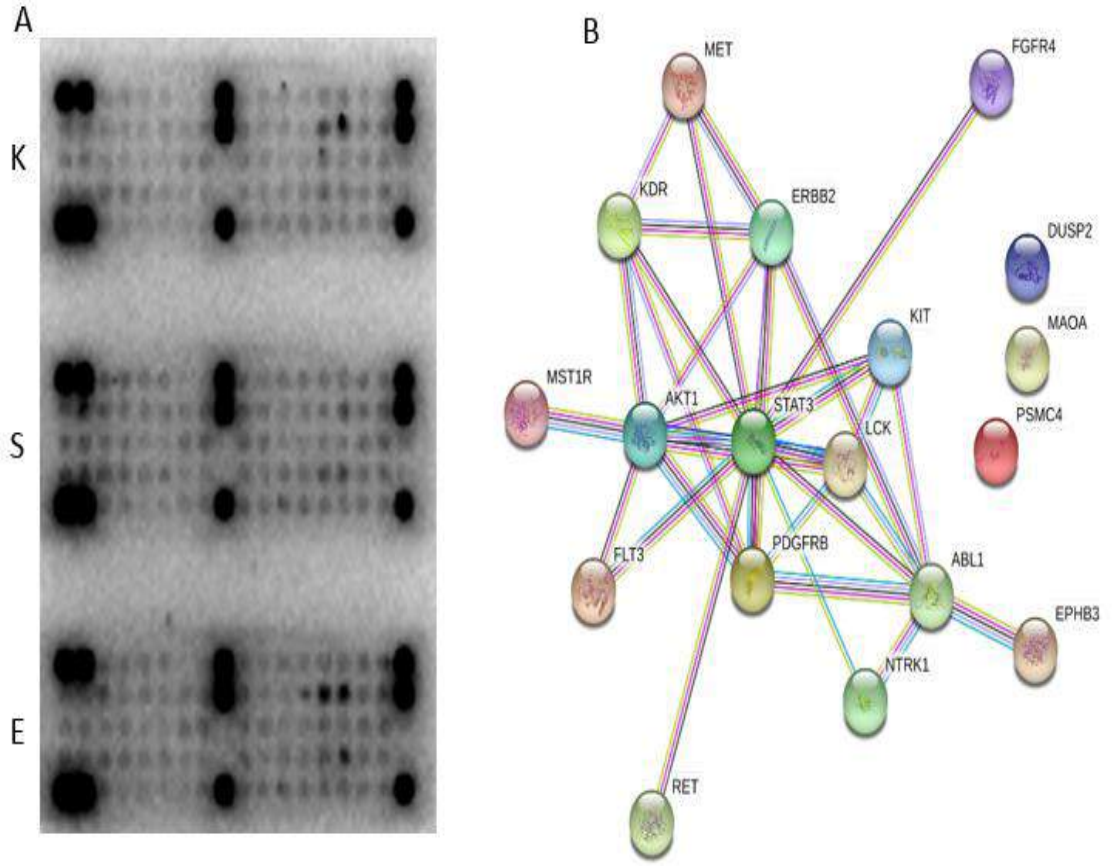 A
B
K
S
E
MET
FGFR4
KDR
ERBB2
DUSP2
KIT
MAOA
MST1R
AKT1
STAT3
LCK
PSMC4
FLT3
PDGFRB
ABL1
EPHB3
NTRK1
RET